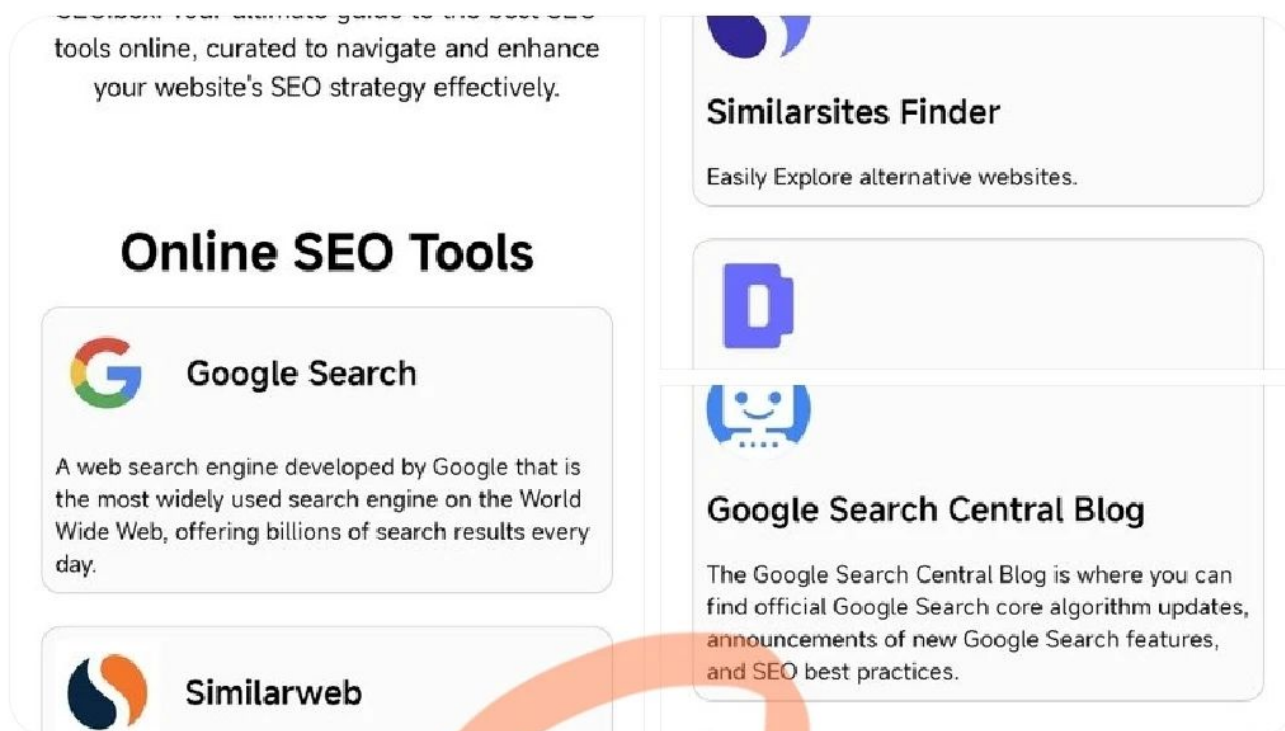 tools online, curated to navigate and enhance
your website's SEO strategy effectively.
Online SEO Tools
Google Search
A web search engine developed by Google that is
the most widely used search engine on the World
Wide Web, offering billions of search results every
day.
Similarweb
Similarsites Finder
Easily Explore alternative websites.
Google Search Central Blog
The Google Search Central Blog is where you can
find official Google Search core algorithm updates,
announcements of new Google Search features,
and SEO best practices.